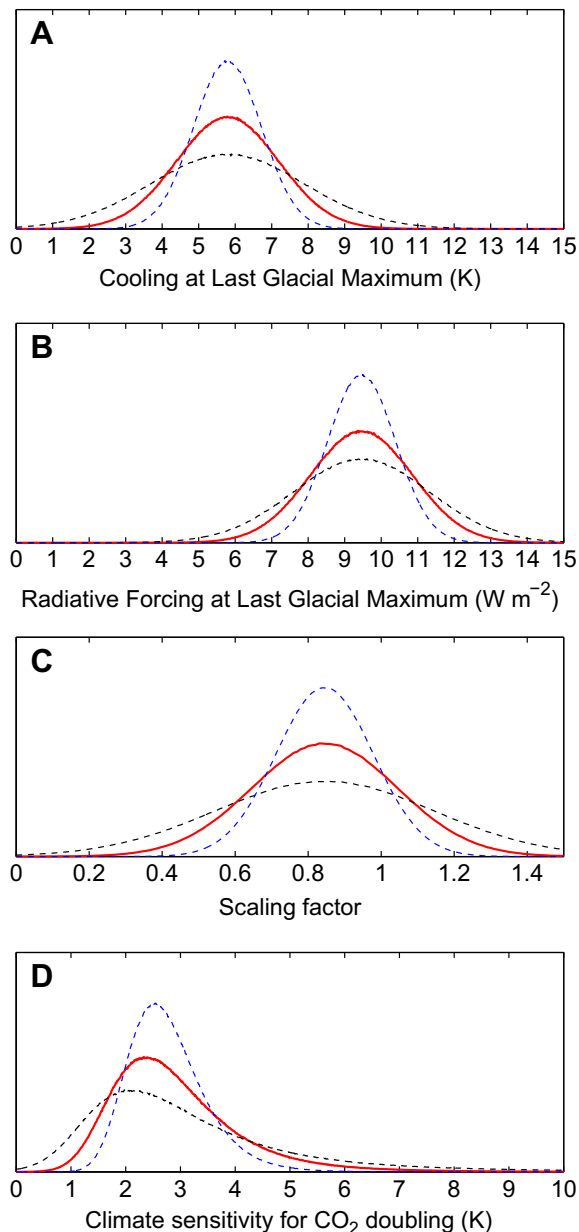 A
0 1 2 3 4 5 6 7 8 9 10 11 12 13 14 15
Cooling at Last Glacial Maximum (K)
B
0 1 2 3 4 5 6 7 8 9 10 11 12 13 14 15
Radiative Forcing at Last Glacial Maximum (W m⁻²)
C
0 0.2 0.4 0.6 0.8 1 1.2 1.4
Scaling factor
D
0 1 2 3 4 5 6 7 8 9 10
Climate sensitivity for CO₂ doubling (K)